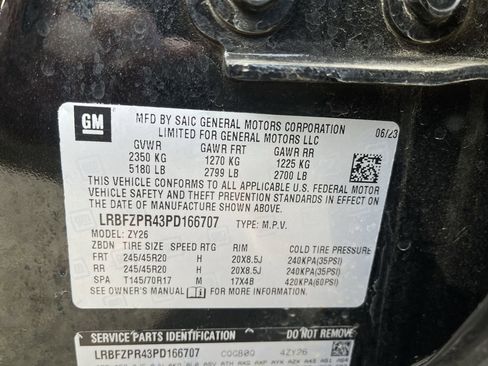 GM
MFD BY SAIC GENERAL MOTORS CORPORATION
LIMITED FOR GENERAL MOTORS LLC
06/23
GVWR GAWR FRT GAWR RR
2350 KG 1270 KG 1225 KG
5180 LB 2799 LB 2700 LB
THIS VEHICLE CONFORMS TO ALL APPLICABLE U.S. FEDERAL MOTOR
VEHICLE SAFETY AND THEFT PREVENTION STANDARDS IN EFFECT ON
THE DATE OF MANUFACTURE SHOWN ABOVE.
LRBFZPR43PD166707 TYPE: M.P.V.
MODEL: ZY26
ZBDN TIRE SIZE SPEED RTG RIM COLD TIRE PRESSURE
FRT 245/45R20 H 20X8.5J 240KPA(35PSI)
RR 245/45R20 H 20X8.5J 240KPA(35PSI)
SPA T145/70R17 M 17X4B 420KPA(60PSI)
SEE OWNER'S MANUAL FOR MORE INFORMATION.
SERVICE PARTS IDENTIFICATION DO NOT REMOVE
LRBFZPR43PD166707 4ZY26